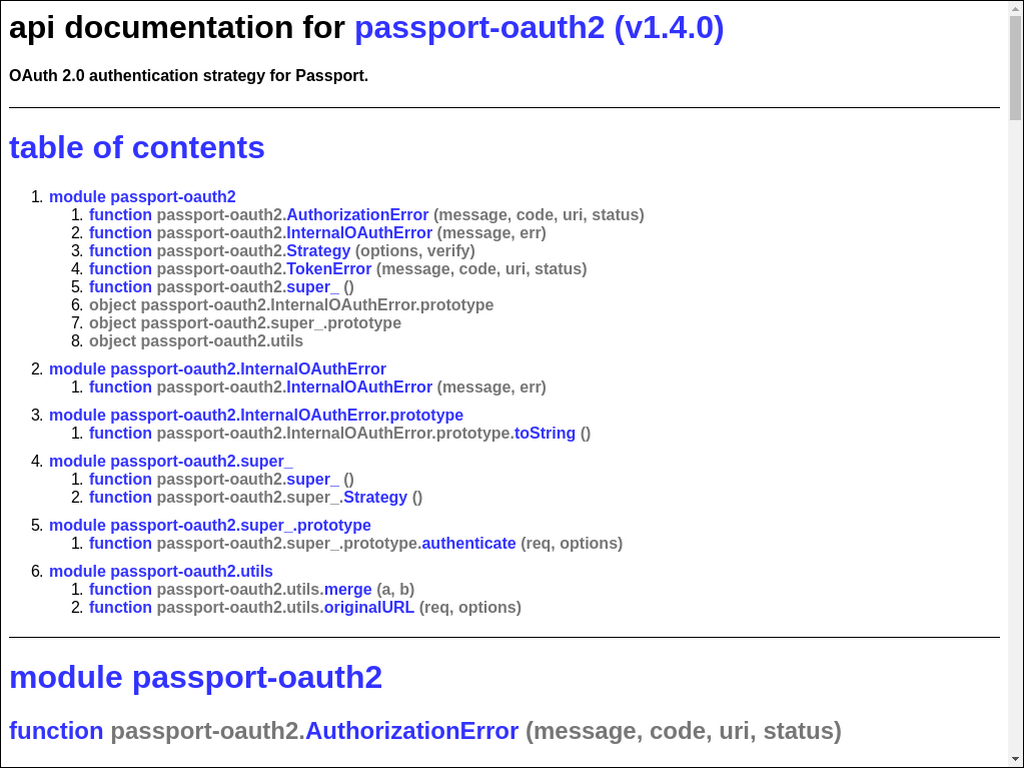 api documentation for passport-oauth2 (v1.4.0)
OAuth 2.0 authentication strategy for Passport.
table of contents
1. module passport-oauth2
1. function passport-oauth2.AuthorizationError (message, code, uri, status)
2. function passport-oauth2.InternalOAuthError (message, err)
3. function passport-oauth2.Strategy (options, verify)
4. function passport-oauth2.TokenError (message, code, uri, status)
5. function passport-oauth2.super_ ()
6. object passport-oauth2.InternalOAuthError.prototype
7. object passport-oauth2.super_.prototype
8. object passport-oauth2.utils
2. module passport-oauth2.InternalOAuthError
1. function passport-oauth2.InternalOAuthError (message, err)
3. module passport-oauth2.InternalOAuthError.prototype
1. function passport-oauth2.InternalOAuthError.prototype.toString ()
4. module passport-oauth2.super_
1. function passport-oauth2.super_ ()
2. function passport-oauth2.super_.Strategy ()
5. module passport-oauth2.super_.prototype
1. function passport-oauth2.super_.prototype.authenticate (req, options)
6. module passport-oauth2.utils
1. function passport-oauth2.utils.merge (a, b)
2. function passport-oauth2.utils.originalURL (req, options)
module passport-oauth2
function passport-oauth2.AuthorizationError (message, code, uri, status)